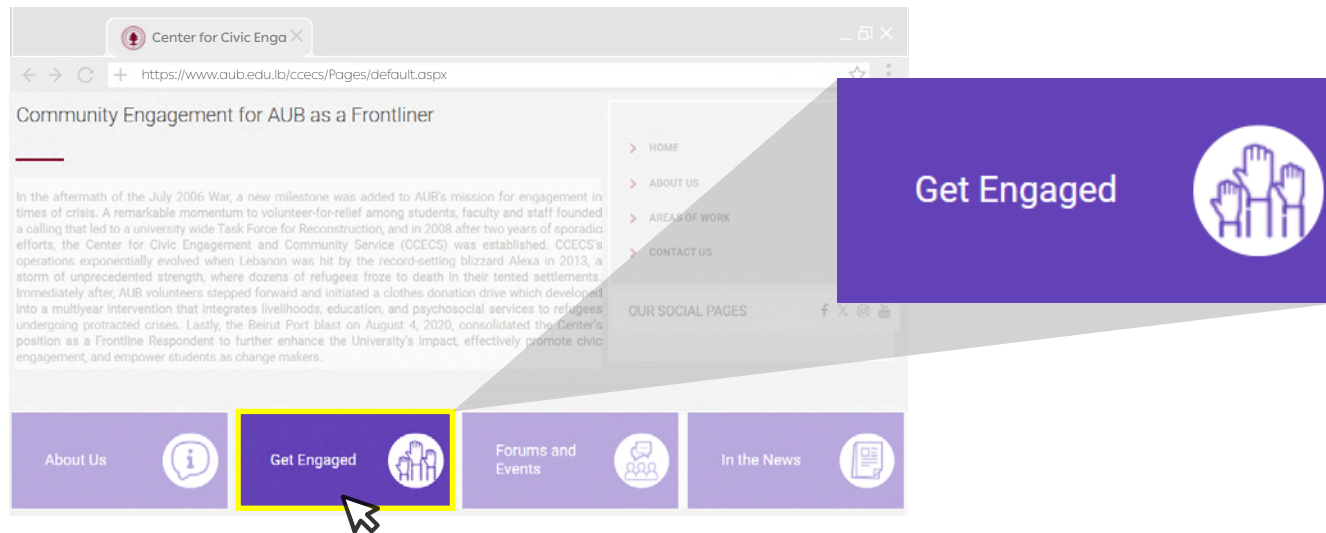 Center for Civic Enga
https://www.aub.edu.lb/ccecs/Pages/default.aspx
Community Engagement for AUB as a Frontliner
In the aftermath of the July 2006 War, a new milestone was added to AUB's mission for engagement in
times of crisis. A remarkable momentum to volunteer-for-relief among students, faculty and staff founded
a calling that led to a university wide Task Force for Reconstruction, and in 2008 after two years of sporadic
efforts, the Center for Civic Engagement and Community Service (CCECS) was established. CCECS's
operations exponentially evolved when Lebanon was hit by the record-setting blizzard Alexa in 2013, a
storm of unprecedented strength, where dozens of refugees froze to death in their tented settlements.
Immediately after, AUB volunteers stepped forward and initiated a clothes donation drive which developed
into a multiyear intervention that integrates livelihoods, education, and psychosocial services to refugees
undergoing protracted crises. Lastly, the Beirut Port blast on August 4, 2020, consolidated the Center's
position as a Frontline Respondent to further enhance the University's impact, effectively promote civic
engagement, and empower students as change makers.
HOME
ABOUT US
AREAS OF WORK
CONTACT US
OUR SOCIAL PAGES
Get Engaged
About Us
Get Engaged
Forums and
Events
In the News